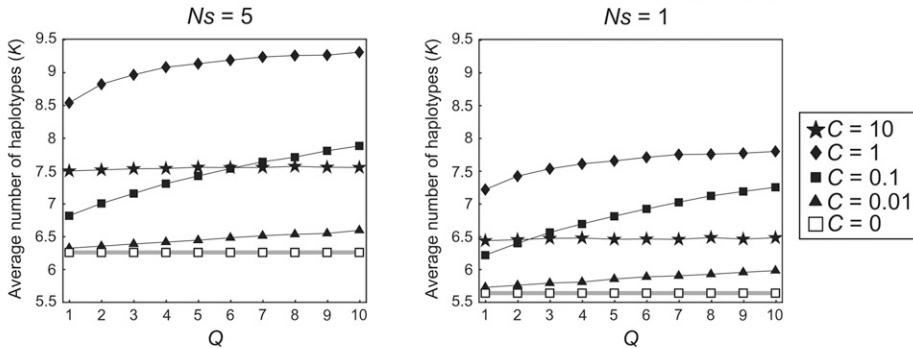 Ns = 5
Average number of haplotypes (K)
9.5
9
8.5
8
7.5
7
6.5
6
5.5
1 2 3 4 5 6 7 8 9 10
Q
Ns = 1
Average number of haplotypes (K)
9.5
9
8.5
8
7.5
7
6.5
6
5.5
1 2 3 4 5 6 7 8 9 10
Q
C = 10
C = 1
C = 0.1
C = 0.01
C = 0